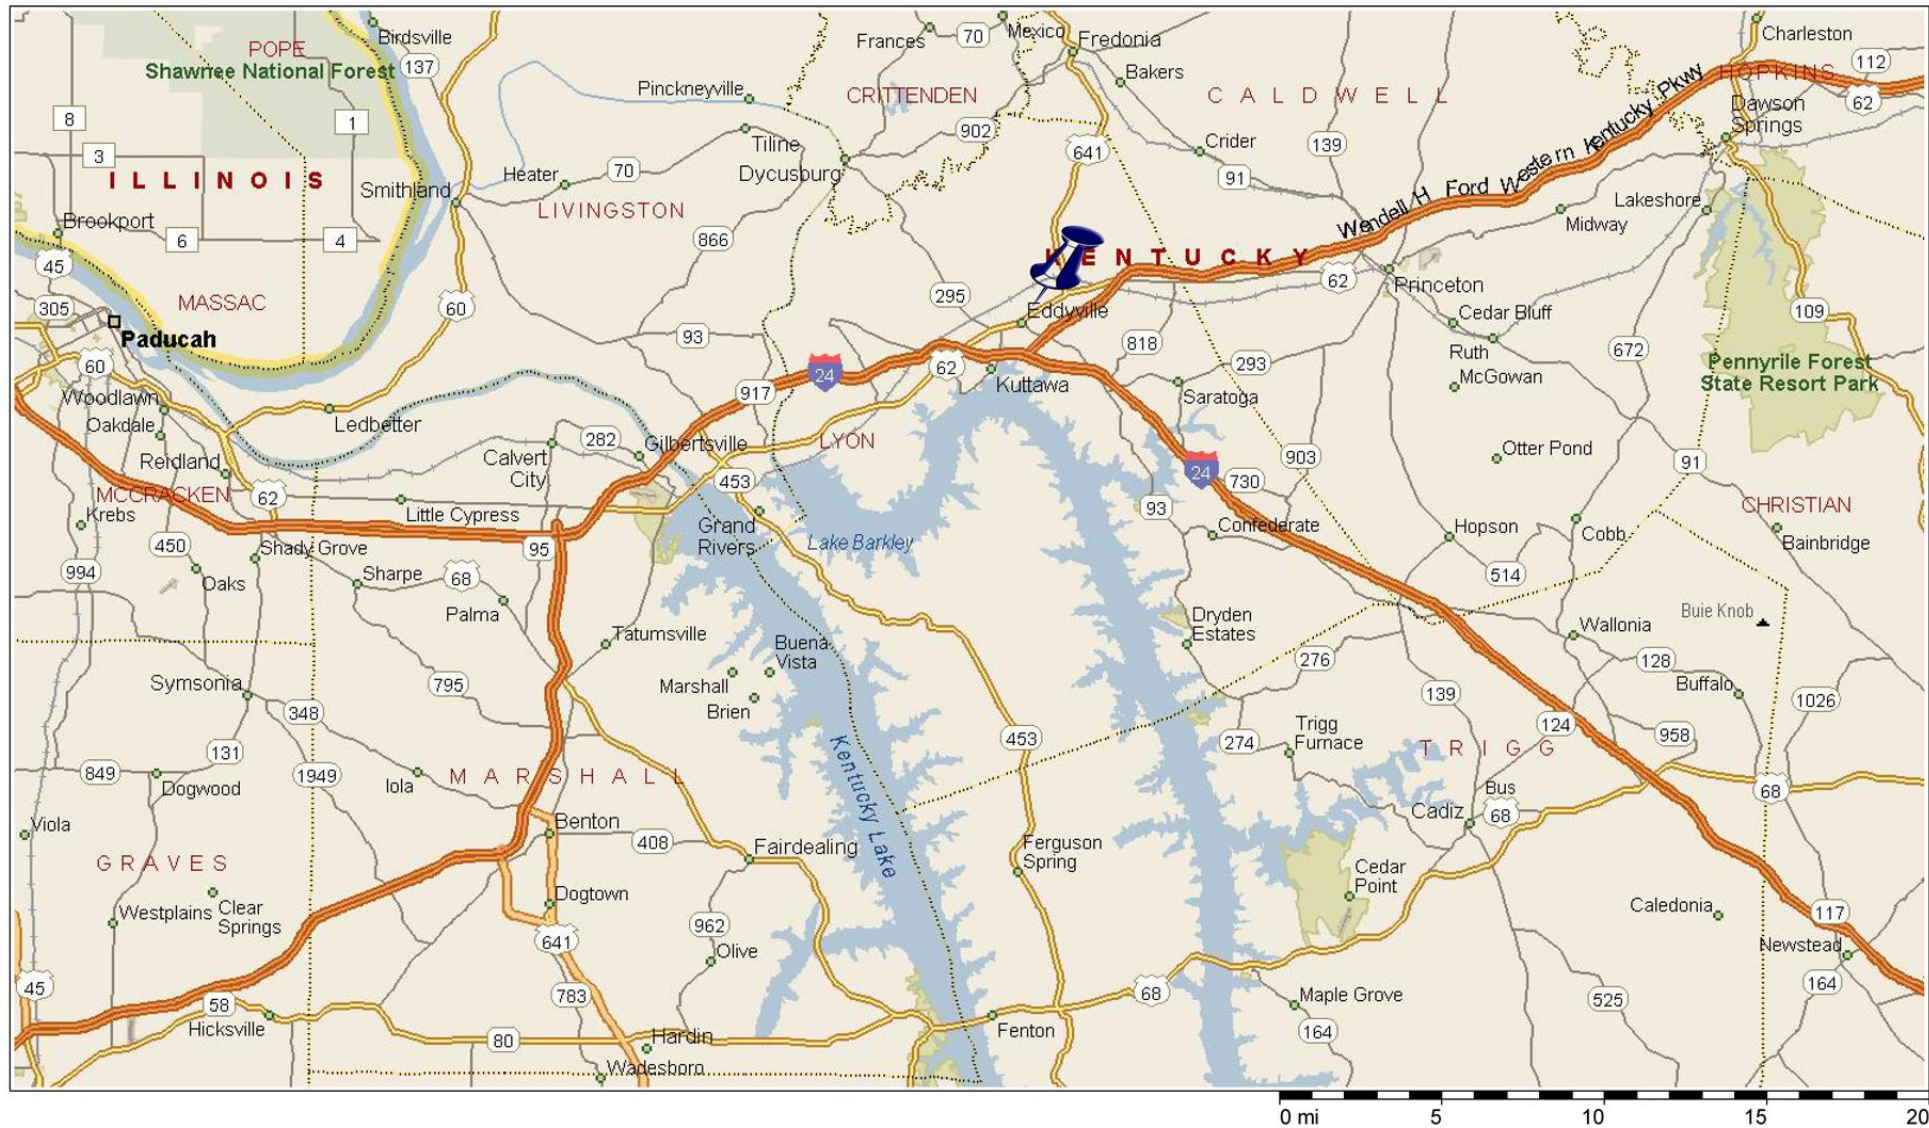 Birdsville
Frances
70
Mexico
Fredonia
Charleston
POPE
Shawnee National Forest
137
Pinckneyville
CRITTENDEN
Bakers
CALDWELL
HOPKINS
112
62
8
1
Tiline
902
641
Crider
139
Dawson
Springs
3
ILLINOIS
Smithland
Heater
70
Dycusburg
91
Wendell H Ford Western Kentucky Pkwy
Lakeshore
Midway
Brookport
6
4
LIVINGSTON
866
45
KENTUCKY
MASSAC
305
60
295
62
Princeton
Eddyville
Cedar Bluff
109
Paducah
93
818
Ruth
672
60
24
62
293
McGowan
Pennyrile Forest
State Resort Park
Woodlawn
917
Kuttawa
Saratoga
Oakdale
Ledbetter
282
Gilbertsville
LYON
Otter Pond
Reidland
Calvert
City
903
91
24
730
MCCRACKEN
62
453
93
CHRISTIAN
Krebs
Little Cypress
Grand
Rivers
Confederate
Hopson
Cobb
450
Shady Grove
95
Lake Barkley
Bainbridge
994
Oaks
Sharpe
68
514
Palma
Dryden
Estates
Buie Knob
Tatumsville
Buena
Vista
Wallonia
276
128
Symsonia
795
Marshall
Brien
139
Buffalo
1026
348
131
Kentucky Lake
453
274
Trigg
Furnace
124
958
TRIGG
849
1949
Iola
MARSHALL
Dogwood
Bus
68
68
Viola
Benton
Cadiz
408
Fairdealing
Ferguson
Spring
GRAVES
Cedar
Point
Westplains
Clear
Springs
Dogtown
Caledonia
117
641
962
Olive
Newstead
45
58
783
68
Maple Grove
525
164
Hicksville
80
Hardin
Fenton
164
Wadesboro
0 mi
5
10
15
20